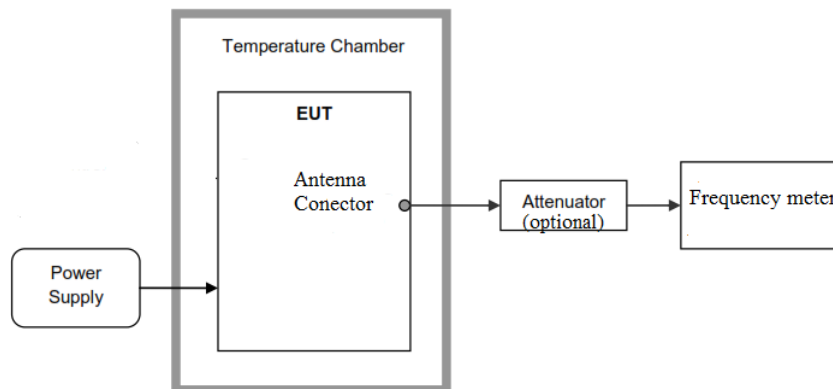 Temperature Chamber
EUT
Antenna
Conector
Attenuator
(optional)
Frequency meter
Power
Supply